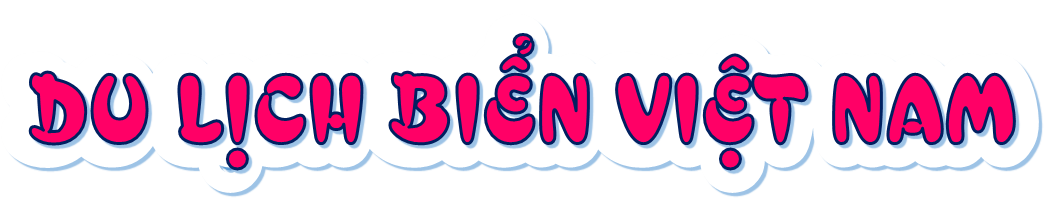 DU LỊCH BIỂN VIỆT NAM